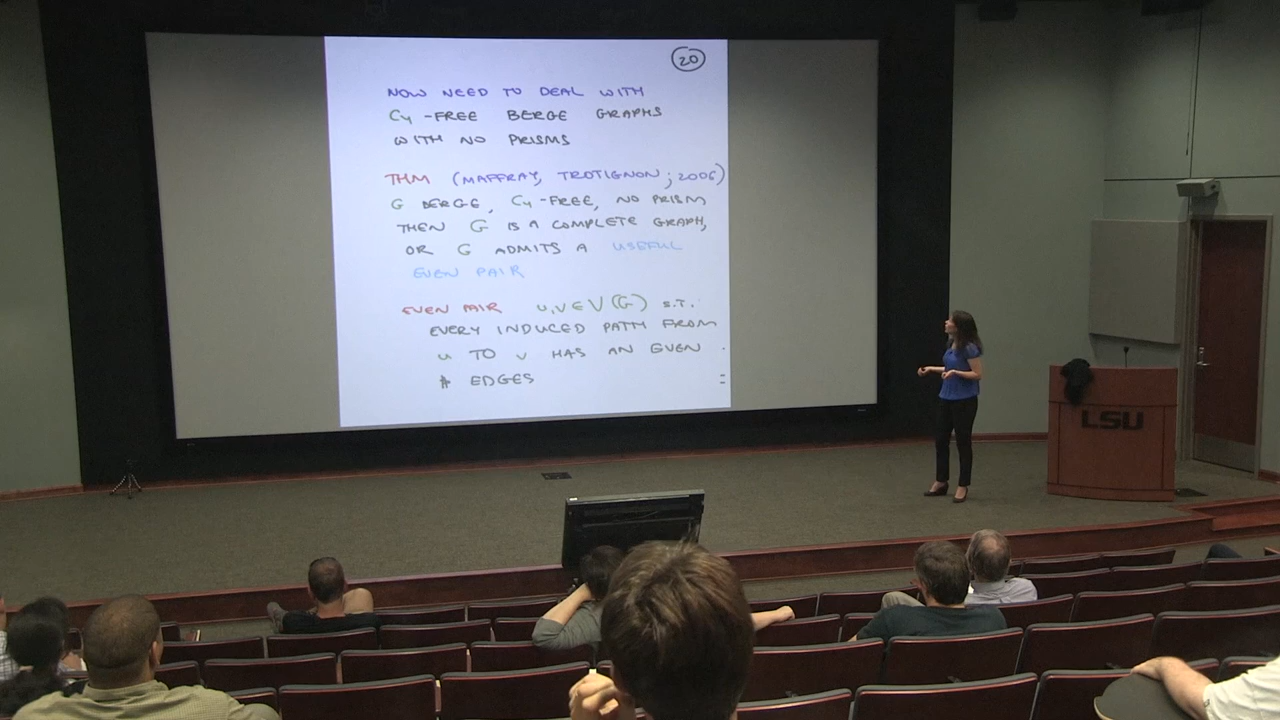 20
NOW NEED TO DEAL WITH
C4-FREE BERGE GRAPHS
WITH NO PRISMS
THM (MAFFRAY, TROTIGNON; 2006)
G BERGE, C4-FREE, NO PRISM
THEN G IS A COMPLETE GRAPH,
OR G ADMITS A USEFUL
EVEN PAIR
EVEN PAIR u,v∈V(G) S.T.
EVERY INDUCED PATH FROM
u TO v HAS AN EVEN
# EDGES
LSU